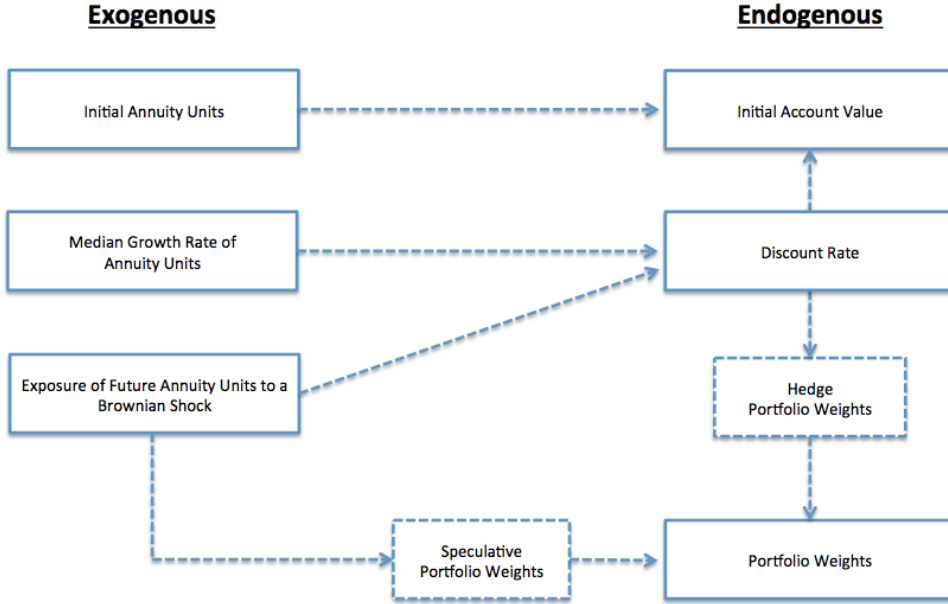 Exogenous
Endogenous
Initial Annuity Units
Initial Account Value
Median Growth Rate of
Annuity Units
Discount Rate
Exposure of Future Annuity Units to a
Brownian Shock
Hedge
Portfolio Weights
Speculative
Portfolio Weights
Portfolio Weights